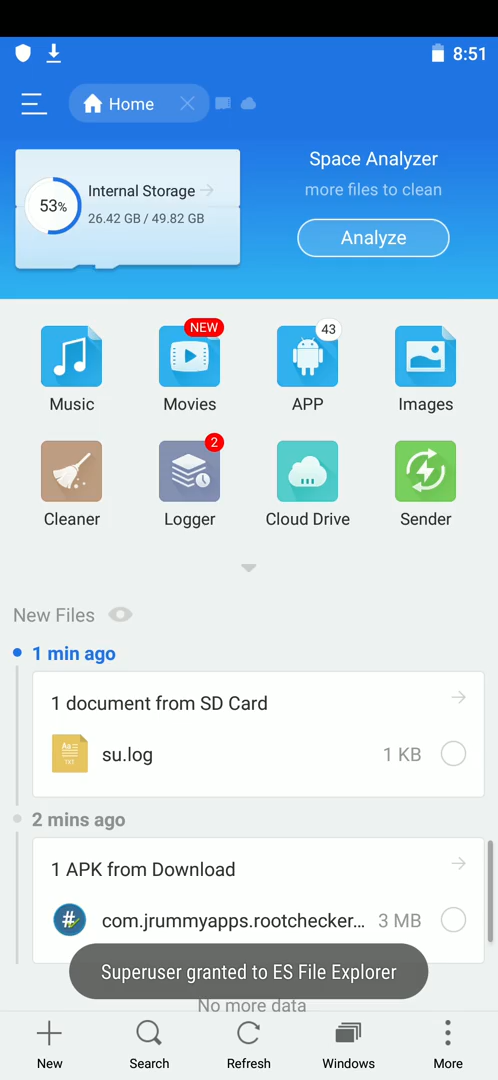 8:51
Home
53%
Internal Storage
26.42 GB / 49.82 GB
Space Analyzer
more files to clean
Analyze
NEW
43
Music
Movies
APP
Images
2
Cleaner
Logger
Cloud Drive
Sender
New Files
1 min ago
1 document from SD Card
Aa
TXT
su.log
1 KB
2 mins ago
1 APK from Download
#
com.jrummyapps.rootchecker...
3 MB
Superuser granted to ES File Explorer
No more data
New
Search
Refresh
Windows
More